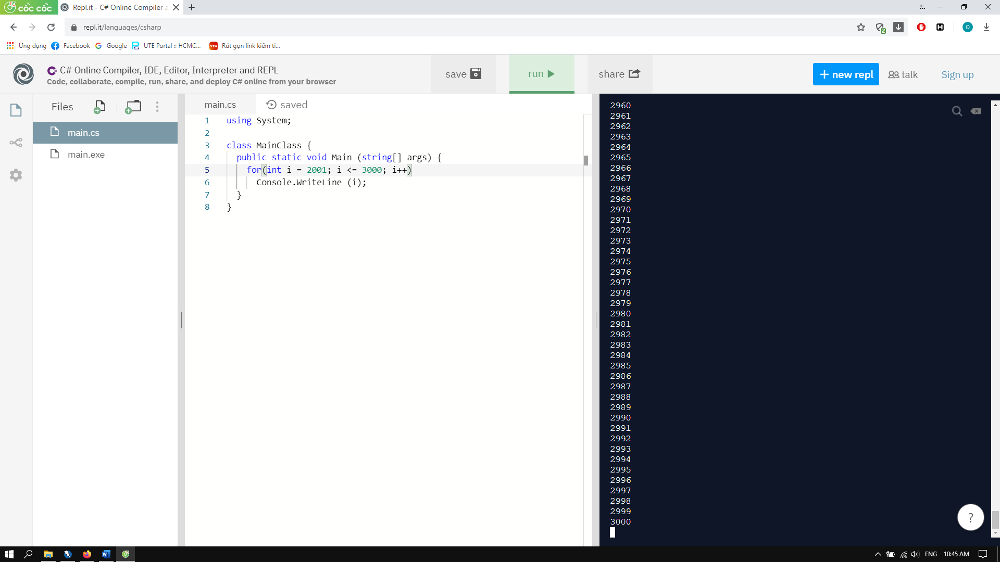 cốc cốc
Repl.it - C# Online Compiler a
repl.it/languages/csharp
2
Đ
Ứng dụng
Facebook
Google
UTE Portal :: HCMC...
VTA
Rút gọn link kiếm ti...
C# Online Compiler, IDE, Editor, Interpreter and REPL
Code, collaborate, compile, run, share, and deploy C# online from your browser
save
run
share
+ new repl
talk
Sign up
Files
main.cs
main.exe
main.cs
saved
1 using System;
2
3 class MainClass {
4 public static void Main (string[] args) {
5 for(int i = 2001; i <= 3000; i++)
6 Console.WriteLine (i);
7 }
8 }
2960
2961
2962
2963
2964
2965
2966
2967
2968
2969
2970
2971
2972
2973
2974
2975
2976
2977
2978
2979
2980
2981
2982
2983
2984
2985
2986
2987
2988
2989
2990
2991
2992
2993
2994
2995
2996
2997
2998
2999
3000
?
ENG
10:45 AM